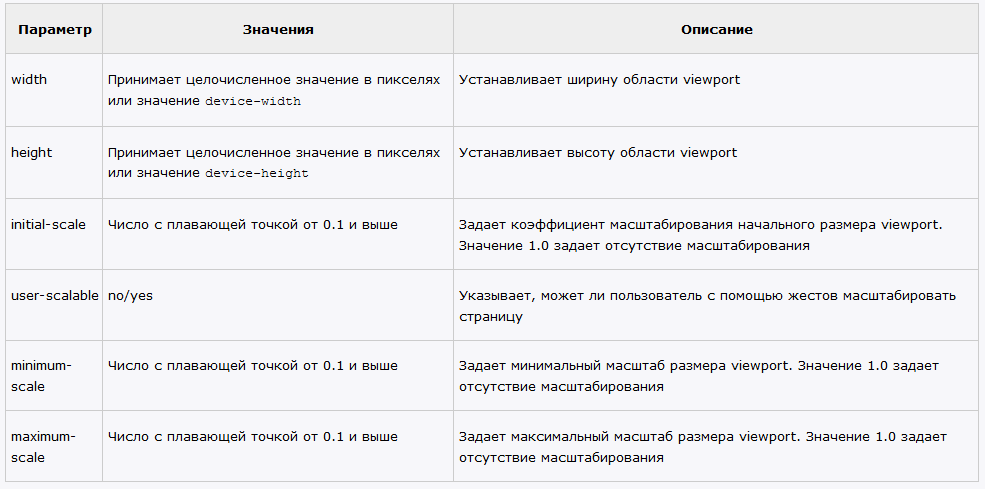 Параметр Значения Описание
width Принимает целочисленное значение в пикселях Устанавливает ширину области viewport
или значение device-width
height Принимает целочисленное значение в пикселях Устанавливает высоту области viewport
или значение device-height
initial-scale Число с плавающей точкой от 0.1 и выше Задает коэффициент масштабирования начального размера viewport.
Значение 1.0 задает отсутствие масштабирования
user-scalable no/yes Указывает, может ли пользователь с помощью жестов масштабировать
страницу
minimum- Число с плавающей точкой от 0.1 и выше Задает минимальный масштаб размера viewport. Значение 1.0 задает
scale отсутствие масштабирования
maximum- Число с плавающей точкой от 0.1 и выше Задает максимальный масштаб размера viewport. Значение 1.0 задает
scale отсутствие масштабирования